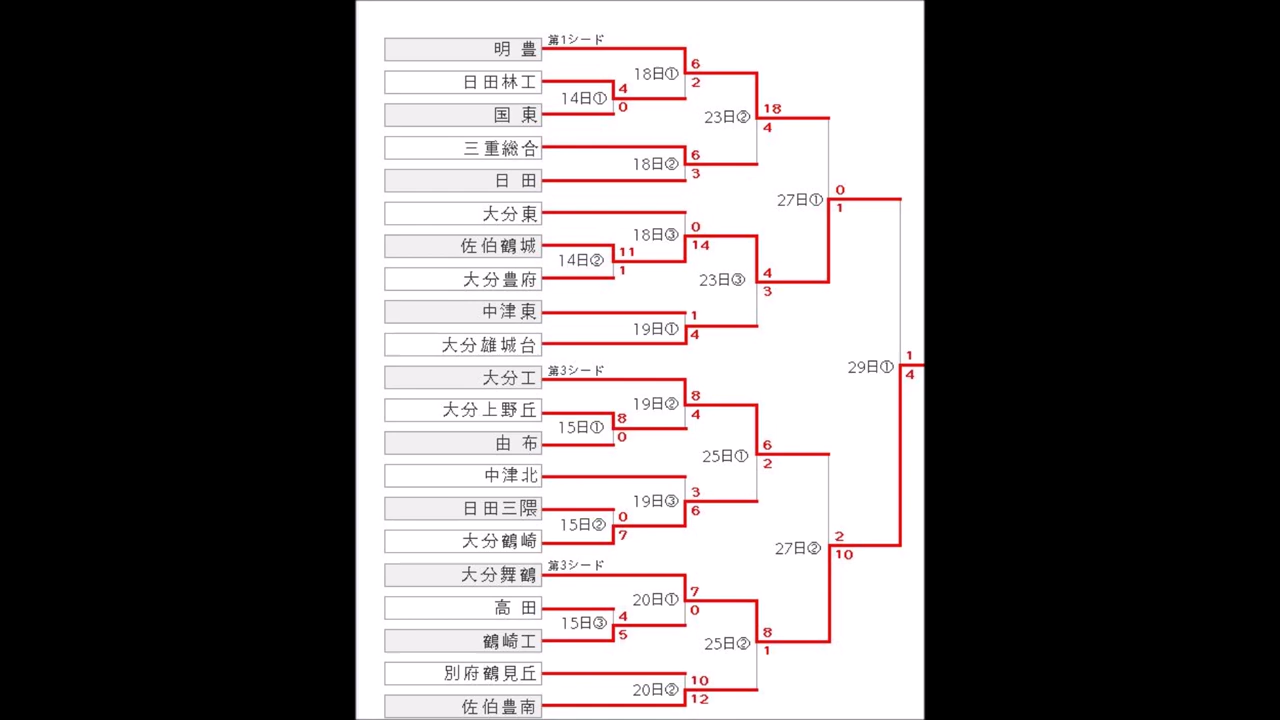 第1シード
明豊
6
18日①
2
日田林工
4
14日①
0
国東
18
23日②
4
三重総合
6
18日②
3
日田
0
27日①
1
大分東
0
18日③
14
佐伯鶴城
11
14日②
1
大分豊府
4
23日③
3
中津東
1
19日①
4
大分雄城台
1
29日①
4
第3シード
大分工
8
19日②
4
大分上野丘
8
15日①
0
由布
6
25日①
2
中津北
3
19日③
6
日田三隈
0
15日②
7
大分鶴崎
2
27日②
10
第3シード
大分舞鶴
7
20日①
0
高田
4
15日③
5
鶴崎工
8
25日②
1
別府鶴見丘
10
20日②
12
佐伯豊南